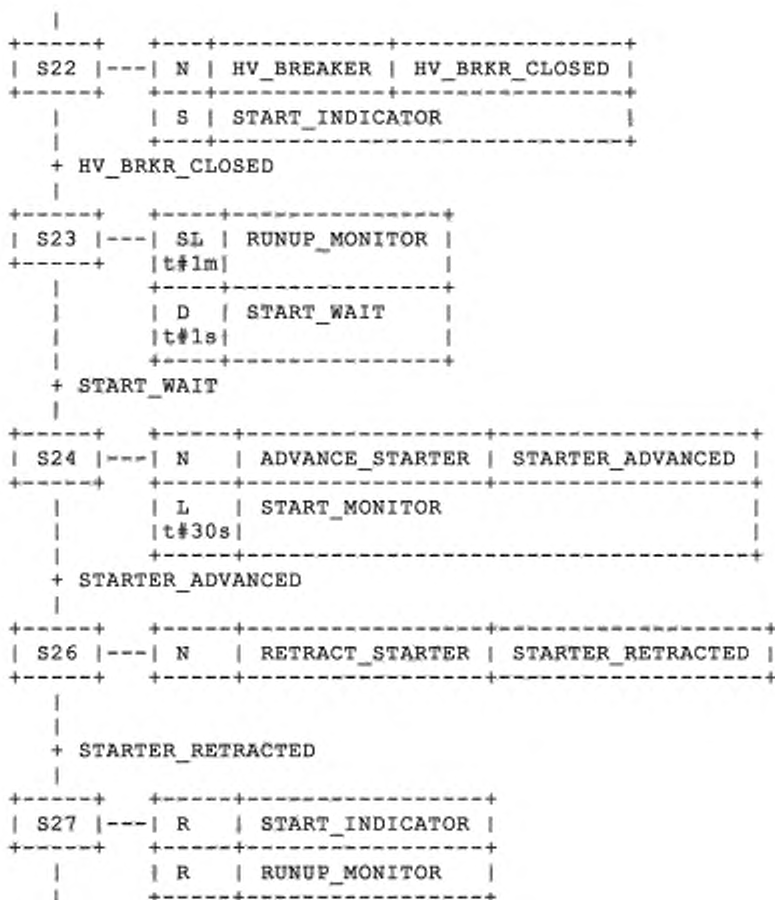 S22 N HV_BREAKER HV_BRKR_CLOSED
S START_INDICATOR
HV_BRKR_CLOSED
S23 SL RUNUP_MONITOR
t#1m
D START_WAIT
t#1s
START_WAIT
S24 N ADVANCE_STARTER STARTER_ADVANCED
L START_MONITOR
t#30s
STARTER_ADVANCED
S26 N RETRACT_STARTER STARTER_RETRACTED
STARTER_RETRACTED
S27 R START_INDICATOR
R RUNUP_MONITOR